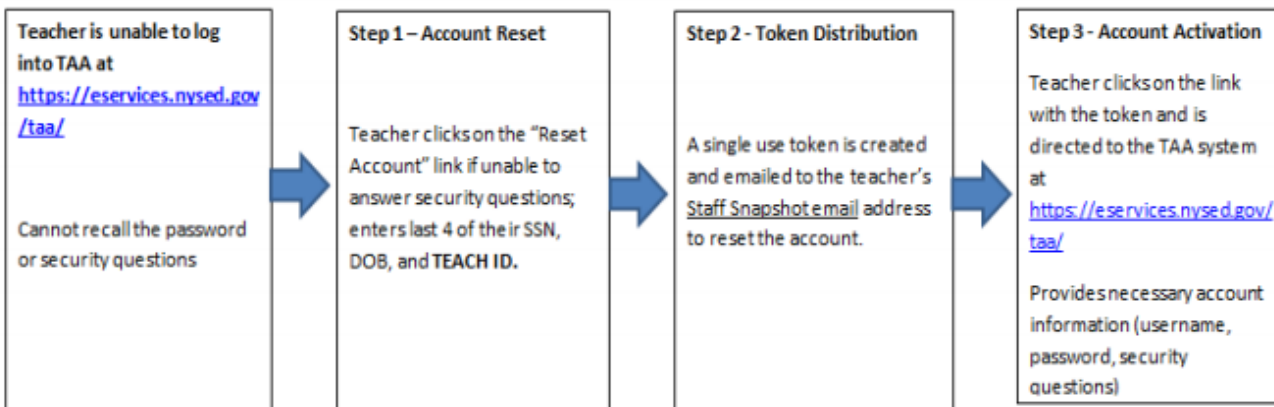 Teacher is unable to log
into TAA at
https://eservices.nysed.gov
/taa/
Cannot recall the password
or security questions
Step 1 – Account Reset
Teacher clicks on the “Reset
Account” link if unable to
answer security questions;
enters last 4 of their SSN,
DOB, and TEACH ID.
Step 2 - Token Distribution
A single use token is created
and emailed to the teacher’s
Staff Snapshot email address
to reset the account.
Step 3 - Account Activation
Teacher clicks on the link
with the token and is
directed to the TAA system
at
https://eservices.nysed.gov/
taa/
Provides necessary account
information (username,
password, security
questions)